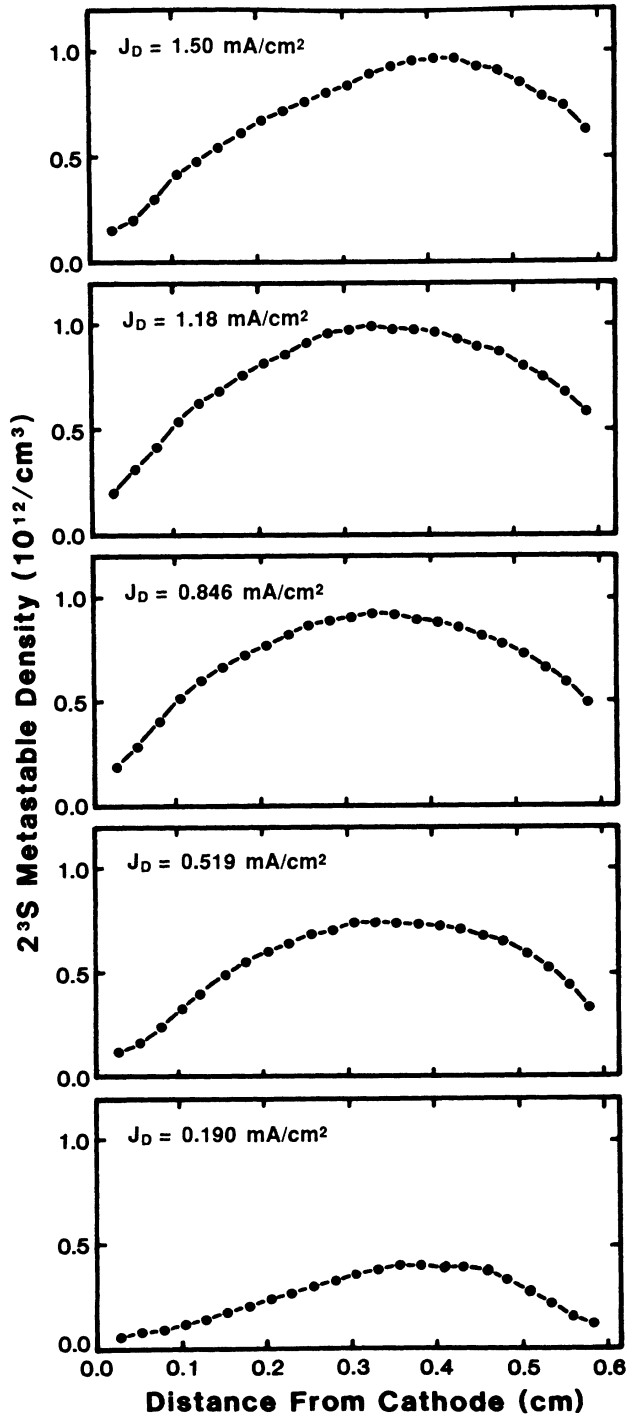 J_D = 1.50 mA/cm²
1.0
0.5
0.0
J_D = 1.18 mA/cm²
1.0
0.5
0.0
J_D = 0.846 mA/cm²
1.0
0.5
0.0
J_D = 0.519 mA/cm²
1.0
0.5
0.0
J_D = 0.190 mA/cm²
1.0
0.5
0.0
2³S Metastable Density (10¹²/cm³)
0.0 0.1 0.2 0.3 0.4 0.5 0.6
Distance From Cathode (cm)